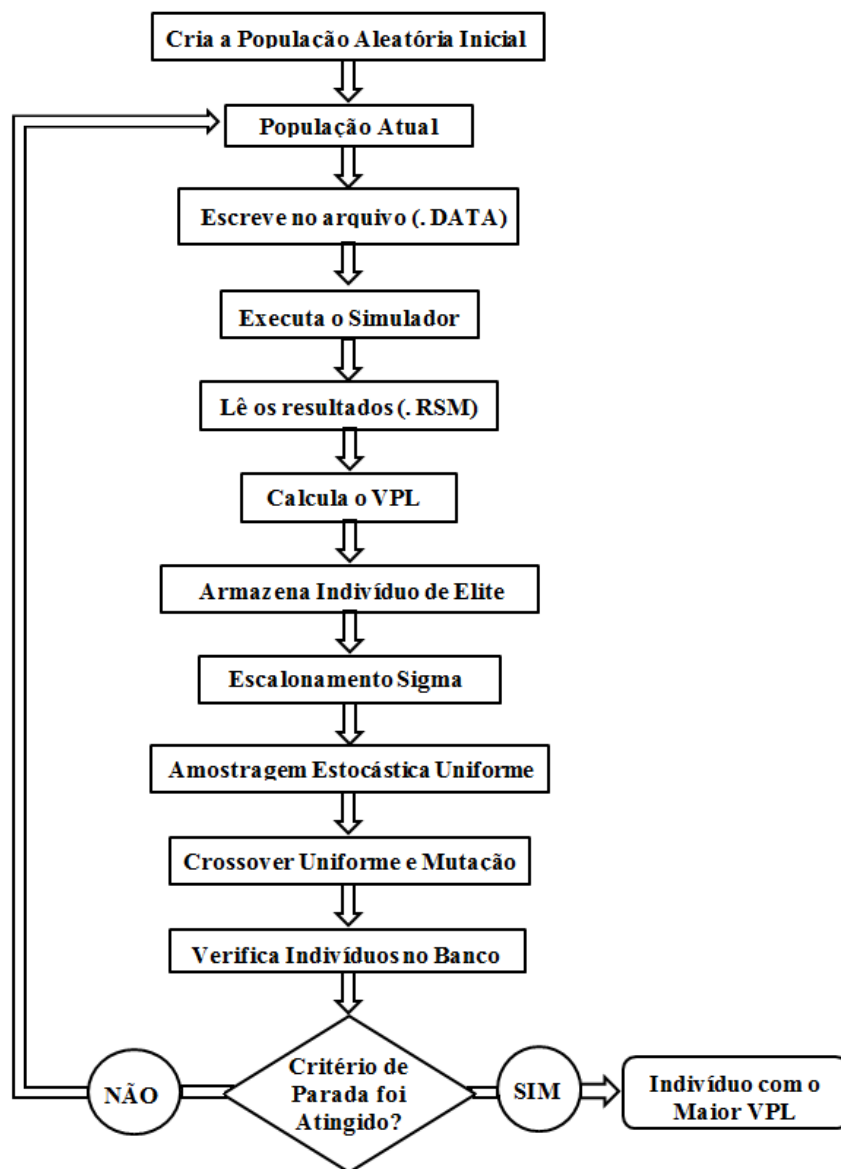 Cria a População Aleatória Inicial
População Atual
Escreve no arquivo (. DATA)
Executa o Simulador
Lê os resultados (. RSM)
Calcula o VPL
Armazena Indivíduo de Elite
Escalonamento Sigma
Amostragem Estocástica Uniforme
Crossover Uniforme e Mutação
Verifica Indivíduos no Banco
Critério de
Parada foi
Atingido?
NÃO
SIM
Indivíduo com o
Maior VPL